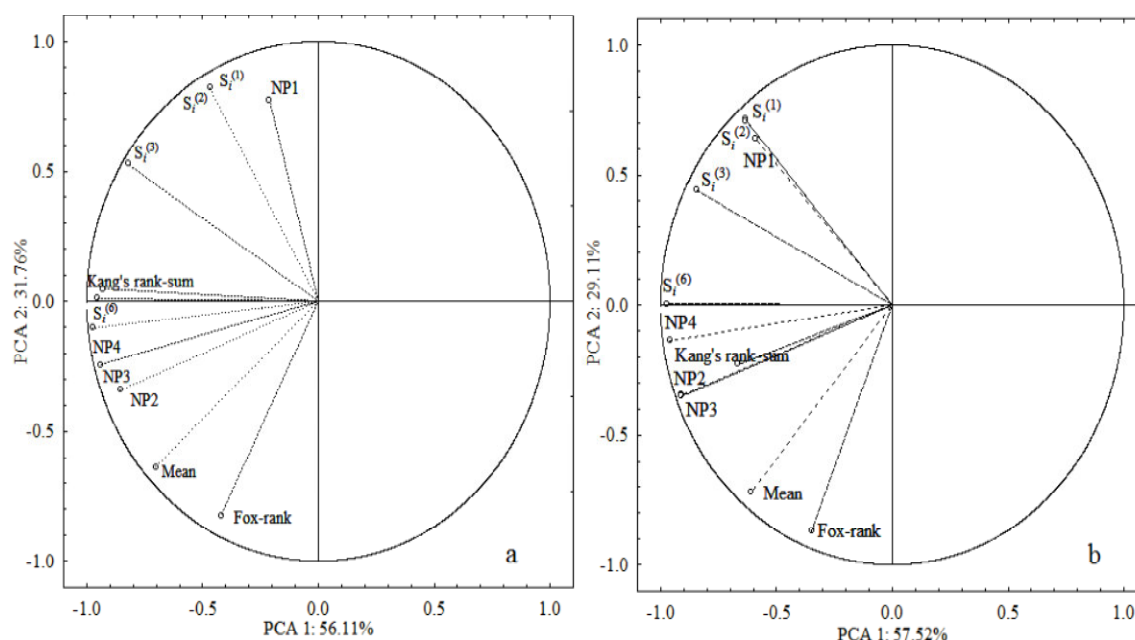 1.0
0.5
0.0
-0.5
-1.0
PCA 2: 31.76%
S_i^(1)
S_i^(2)
NP1
S_i^(3)
Kang's rank-sum
S_i^(6)
NP4
NP3
NP2
Mean
Fox-rank
a
-1.0 -0.5 0.0 0.5 1.0
PCA 1: 56.11%
1.0
0.5
0.0
-0.5
-1.0
PCA 2: 29.11%
S_i^(1)
S_i^(2)
NP1
S_i^(3)
S_i^(6)
NP4
Kang's rank-sum
NP2
NP3
Mean
Fox-rank
b
-1.0 -0.5 0.0 0.5 1.0
PCA 1: 57.52%